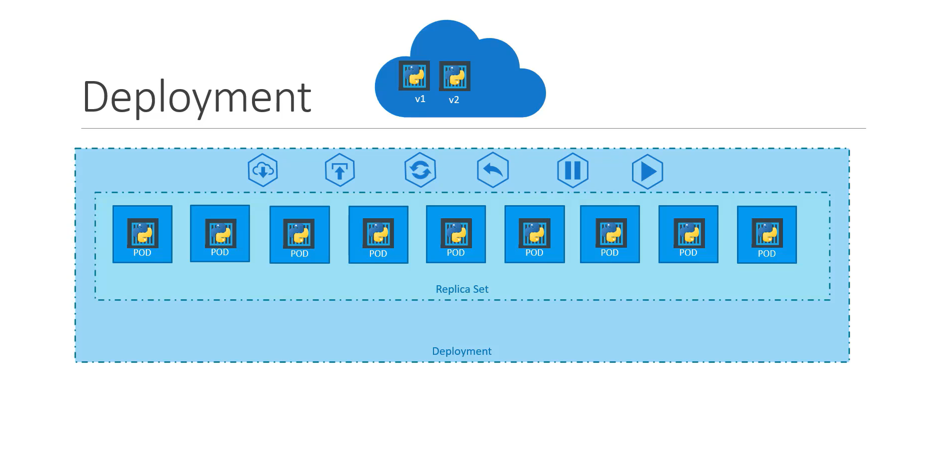 v1 v2
Deployment
POD POD POD POD POD POD POD POD POD
Replica Set
Deployment